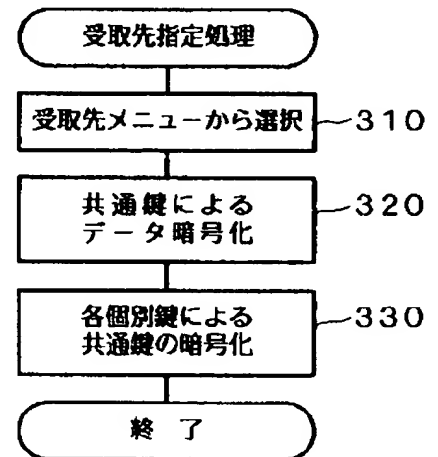 受取先指定処理
受取先メニューから選択
310
共通鍵による
データ暗号化
320
各個別鍵による
共通鍵の暗号化
330
終了